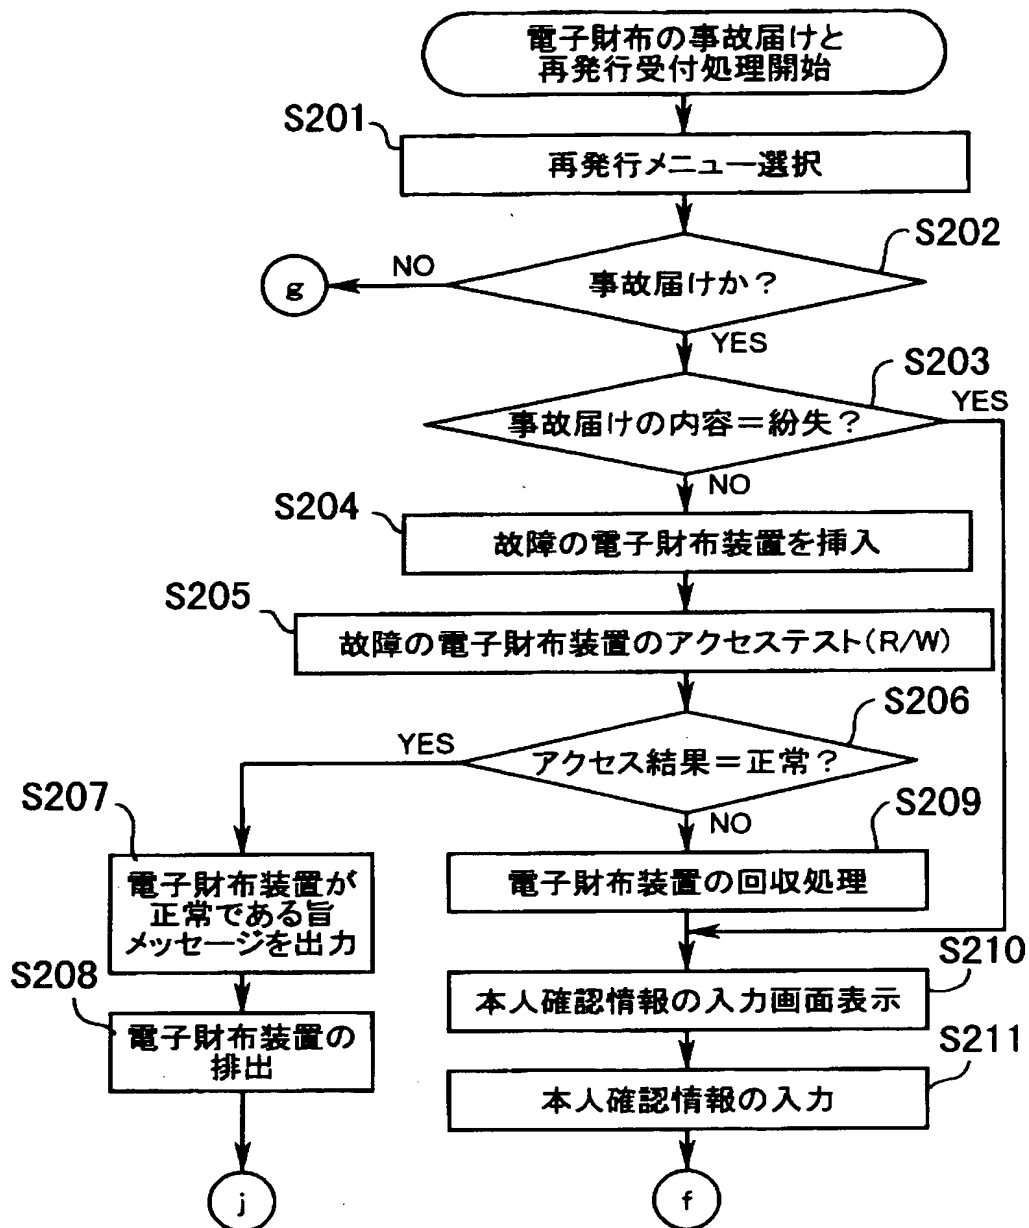 電子財布の事故届けと
再発行受付処理開始
S201
再発行メニュー選択
S202
事故届けか？
NO
g
YES
S203
事故届けの内容＝紛失？
YES
NO
S204
故障の電子財布装置を挿入
S205
故障の電子財布装置のアクセステスト(R/W)
S206
アクセス結果＝正常？
YES
NO
S207
電子財布装置が
正常である旨
メッセージを出力
S209
電子財布装置の回収処理
S208
電子財布装置の
排出
S210
本人確認情報の入力画面表示
S211
本人確認情報の入力
j
f